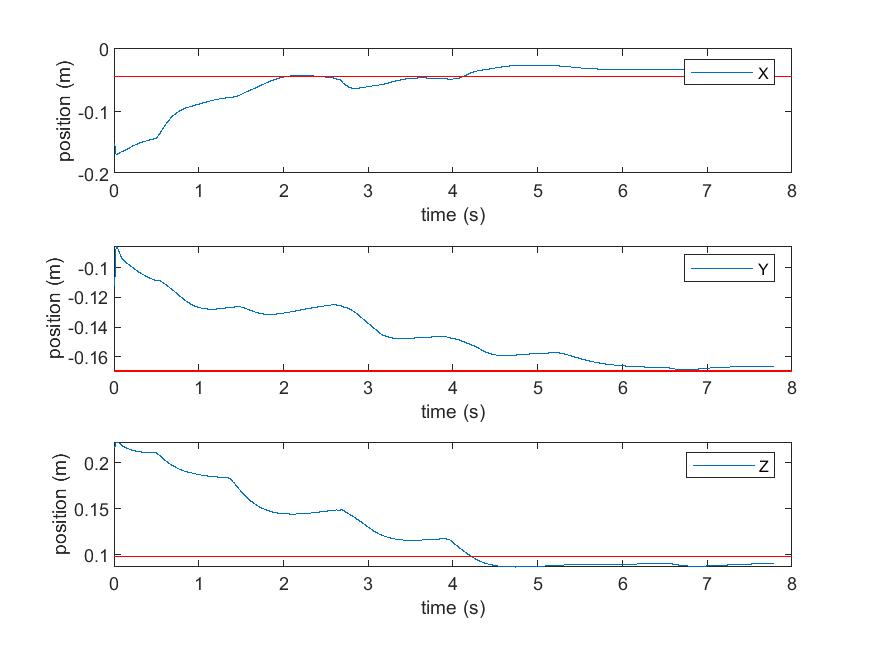 0
-0.1
-0.2
position (m)
X
0 1 2 3 4 5 6 7 8
time (s)
-0.1
-0.12
-0.14
-0.16
position (m)
Y
0 1 2 3 4 5 6 7 8
time (s)
0.2
0.15
0.1
position (m)
Z
0 1 2 3 4 5 6 7 8
time (s)